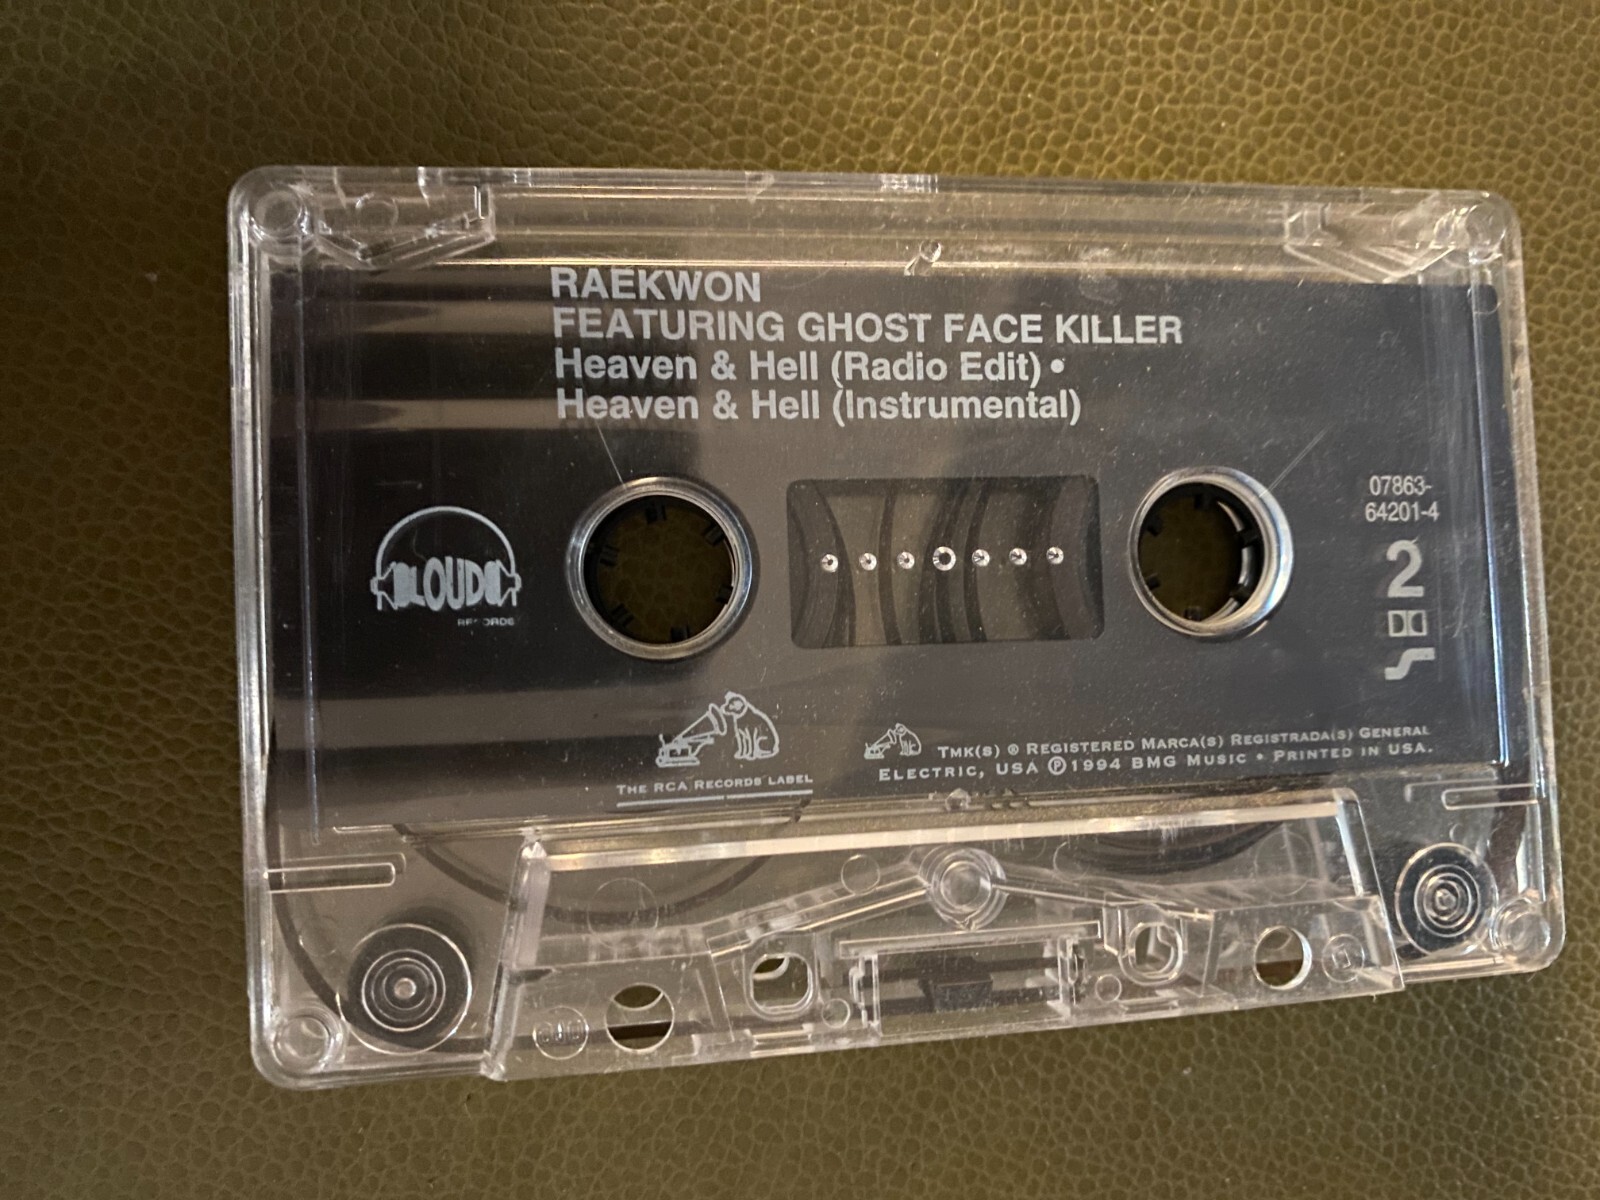 RAEKWON
FEATURING GHOST FACE KILLER
Heaven & Hell (Radio Edit) •
Heaven & Hell (Instrumental)
07863-
64201-4
2
LOUD
RECORDS
THE RCA RECORDS LABEL
TMK(S) ® REGISTERED MARCA(S) REGISTRADA(S) GENERAL
ELECTRIC, USA ℗1994 BMG MUSIC • PRINTED IN USA.